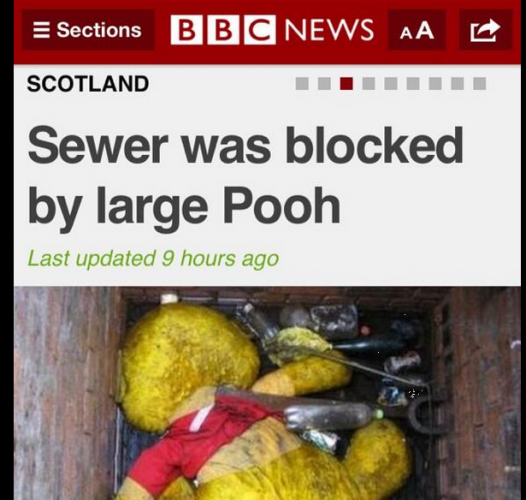 Sections BBC NEWS AA
SCOTLAND
Sewer was blocked
by large Pooh
Last updated 9 hours ago